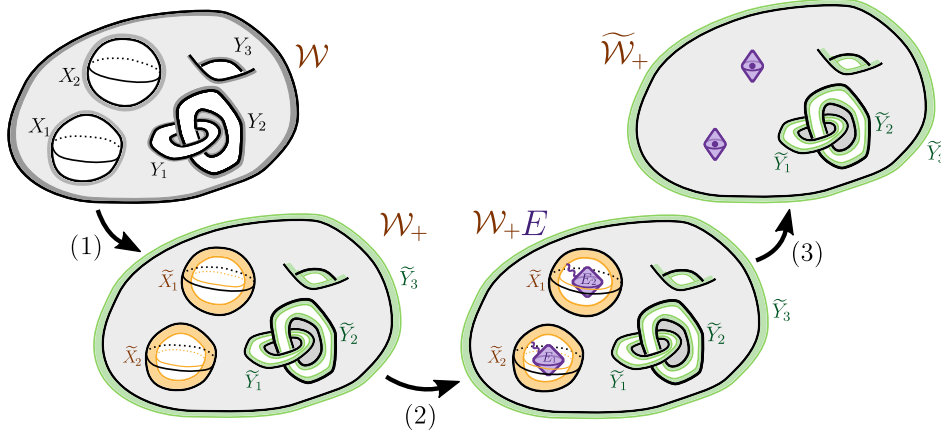 𝒲
X₂
X₁
Y₃
Y₂
Y₁
(1)
𝒲₊
X̃₁
X̃₂
Ỹ₃
Ỹ₂
Ỹ₁
(2)
𝒲₊E
X̃₁
X̃₂
E₂
E₁
Ỹ₃
Ỹ₂
Ỹ₁
(3)
𝒲̃₊
Ỹ₂
Ỹ₁
Ỹ₃